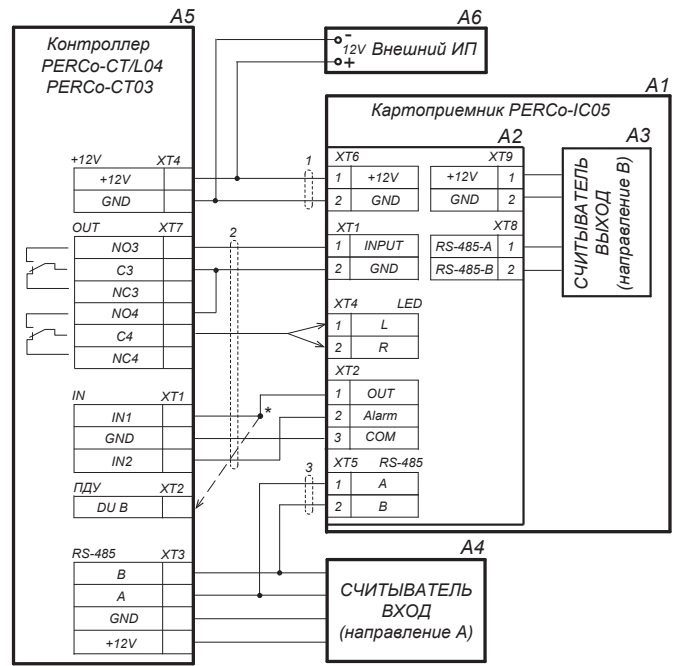 A5
Контроллер
PERCo-CT/L04
PERCo-CT03
+12V XT4
+12V
GND
OUT XT7
NO3
C3
NC3
NO4
C4
NC4
IN XT1
IN1
GND
IN2
ПДУ XT2
DU B
RS-485 XT3
B
A
GND
+12V
A6
-
12V Внешний ИП
+
1
2
*
3
A1
Картоприемник PERCo-IC05
A2
XT6
1 +12V
2 GND
XT1
1 INPUT
2 GND
XT4 LED
1 L
2 R
XT2
1 OUT
2 Alarm
3 COM
XT5 RS-485
1 A
2 B
XT9
+12V 1
GND 2
XT8
RS-485-A 1
RS-485-B 2
A3
СЧИТЫВАТЕЛЬ
ВЫХОД
(направление В)
A4
СЧИТЫВАТЕЛЬ
ВХОД
(направление А)